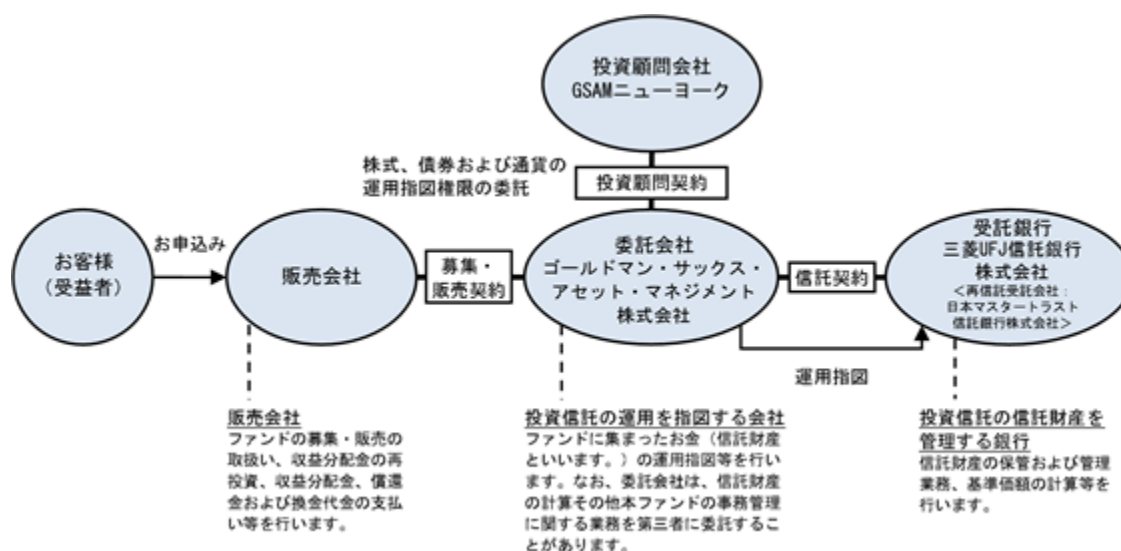 投資顧問会社
GSAMニューヨーク
株式、債券および通貨の
運用指図権限の委託
投資顧問契約
お客様
（受益者）
お申込み
販売会社
募集・
販売契約
委託会社
ゴールドマン・サックス・
アセット・マネジメント
株式会社
信託契約
受託銀行
三菱UFJ信託銀行
株式会社
＜再信託受託会社：
日本マスタートラスト
信託銀行株式会社＞
運用指図
販売会社
ファンドの募集・販売の
取扱い、収益分配金の再
投資、収益分配金、償還
金および換金代金の支払
い等を行います。
投資信託の運用を指図する会社
ファンドに集まったお金（信託財産
といいます。）の運用指図等を行い
ます。なお、委託会社は、信託財産
の計算その他本ファンドの事務管理
に関する業務を第三者に委託するこ
とがあります。
投資信託の信託財産を
管理する銀行
信託財産の保管および管理
業務、基準価額の計算等を
行います。